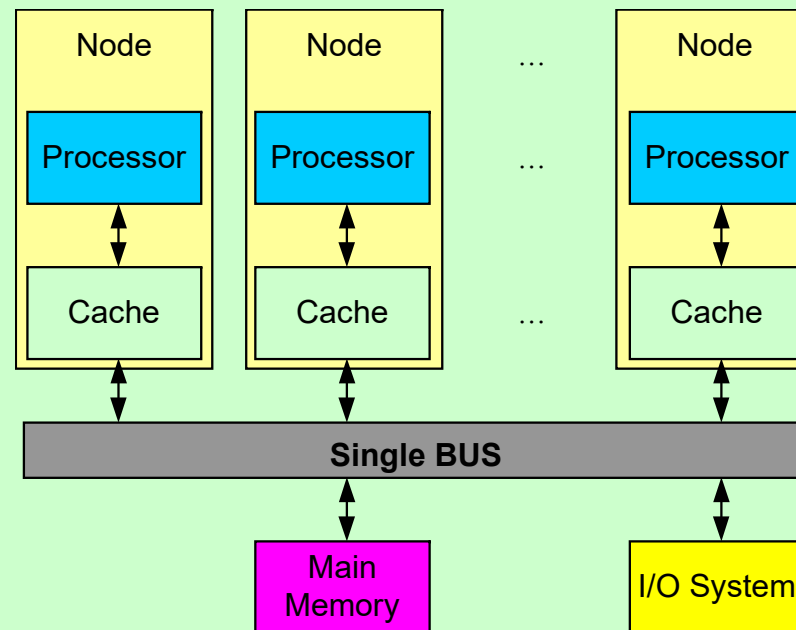 Node Node ... Node
Processor Processor ... Processor
Cache Cache ... Cache
Single BUS
Main
Memory
I/O System